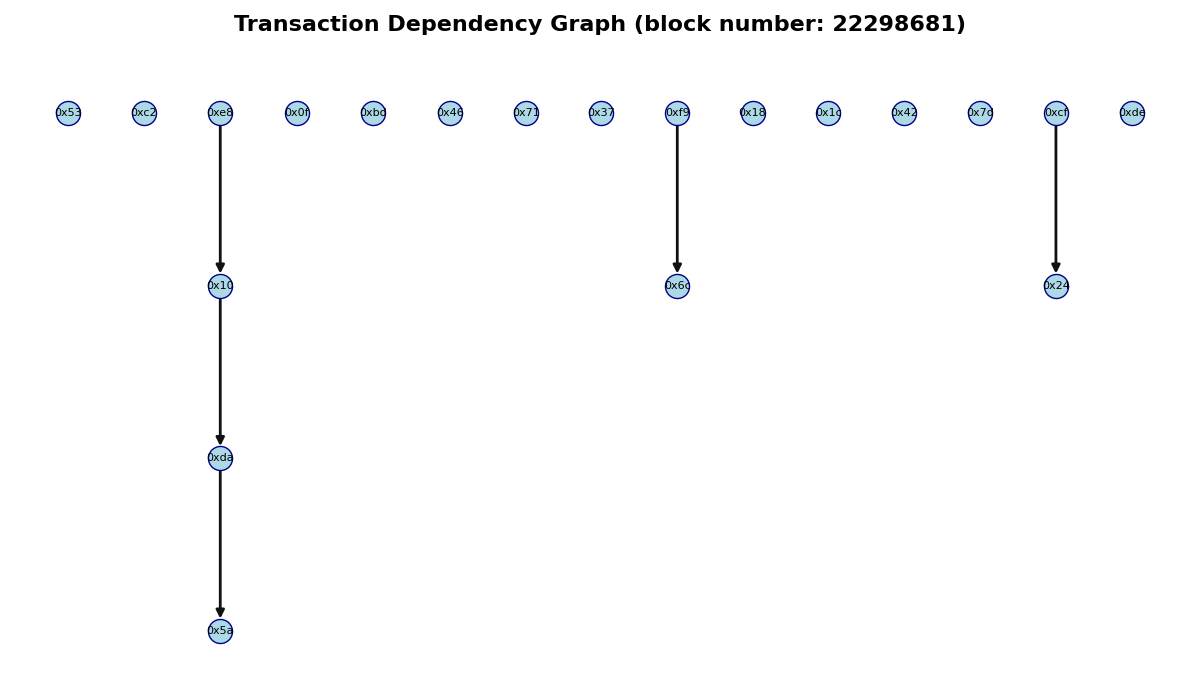 Transaction Dependency Graph (block number: 22298681)
0x53 0xc2 0xe8 0x0f 0xbd 0x46 0x71 0x37 0xf9 0x18 0x1c 0x42 0x7d 0xcf 0xde
0x10 0x6c 0x24
0xda
0x5a